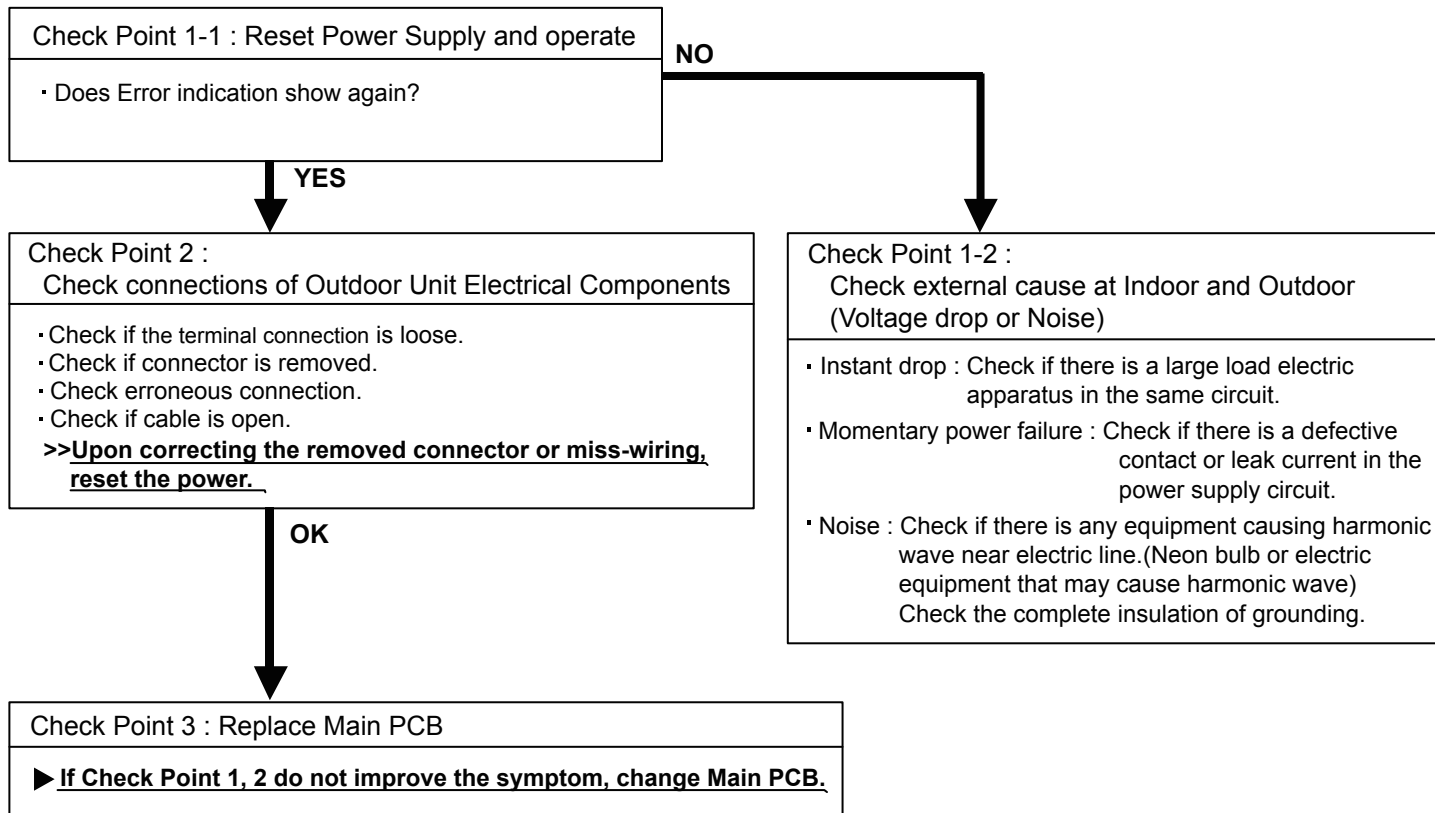 Check Point 1-1 : Reset Power Supply and operate
· Does Error indication show again?
NO
YES
Check Point 2 :
Check connections of Outdoor Unit Electrical Components
· Check if the terminal connection is loose.
· Check if connector is removed.
· Check erroneous connection.
· Check if cable is open.
>>Upon correcting the removed connector or miss-wiring,
reset the power.
OK
Check Point 1-2 :
Check external cause at Indoor and Outdoor
(Voltage drop or Noise)
· Instant drop : Check if there is a large load electric
apparatus in the same circuit.
· Momentary power failure : Check if there is a defective
contact or leak current in the
power supply circuit.
· Noise : Check if there is any equipment causing harmonic
wave near electric line.(Neon bulb or electric
equipment that may cause harmonic wave)
Check the complete insulation of grounding.
Check Point 3 : Replace Main PCB
▶ If Check Point 1, 2 do not improve the symptom, change Main PCB.